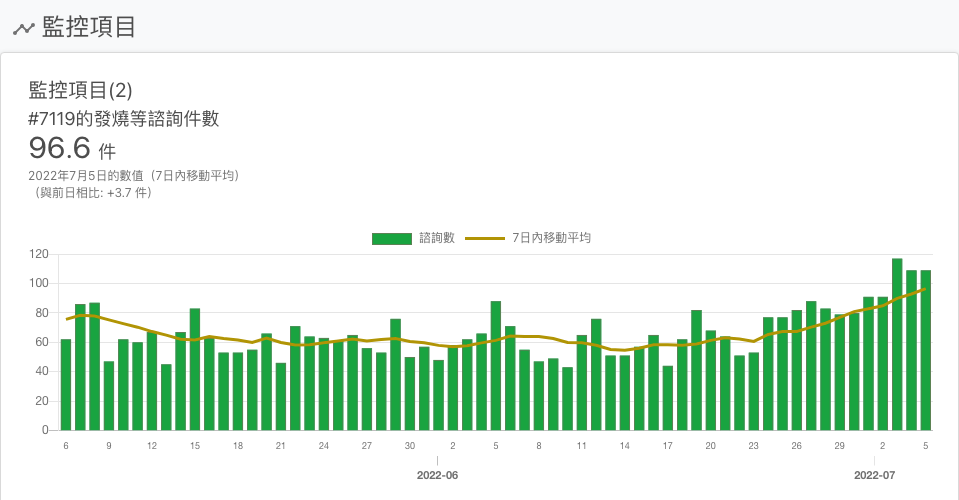 監控項目
監控項目(2)
#7119的發燒等諮詢件數
96.6 件
2022年7月5日的數值（7日內移動平均）
（與前日相比: +3.7 件）
諮詢數 7日內移動平均
120
100
80
60
40
20
0
6 9 12 15 18 21 24 27 30 2 5 8 11 14 17 20 23 26 29 2 5
2022-06 2022-07